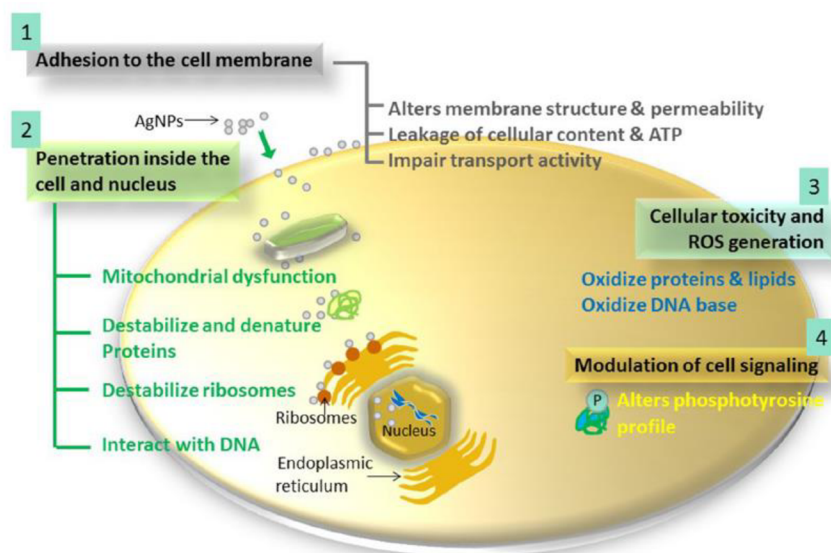 1
Adhesion to the cell membrane
Alters membrane structure & permeability
Leakage of cellular content & ATP
Impair transport activity
AgNPs
2
Penetration inside the
cell and nucleus
Mitochondrial dysfunction
Destabilize and denature
Proteins
Destabilize ribosomes
Interact with DNA
Ribosomes
Nucleus
Endoplasmic
reticulum
3
Cellular toxicity and
ROS generation
Oxidize proteins & lipids
Oxidize DNA base
4
Modulation of cell signaling
P
Alters phosphotyrosine
profile